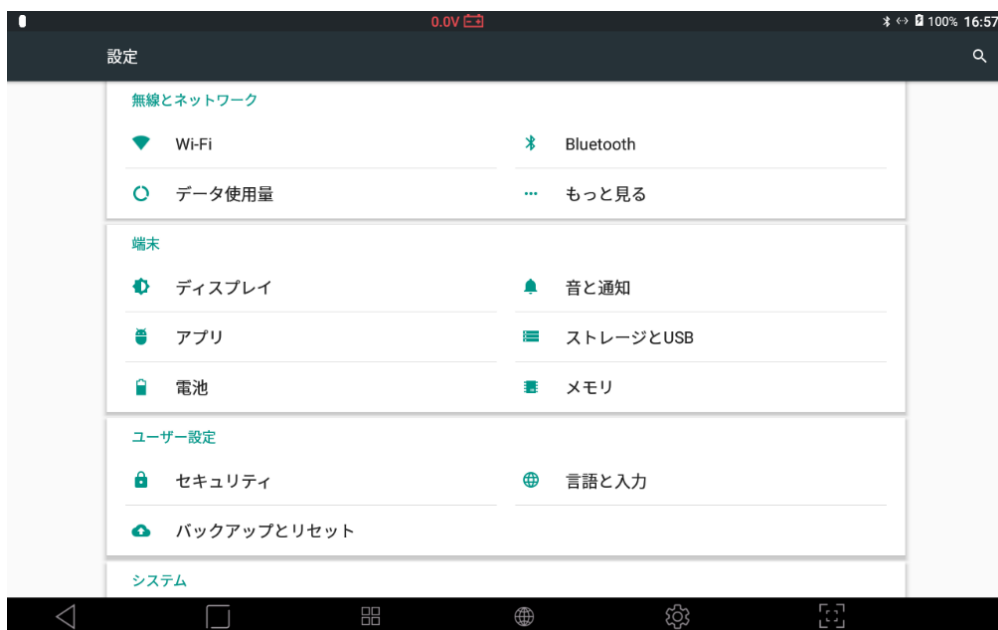 0.0V
100% 16:57
設定
無線とネットワーク
Wi-Fi
Bluetooth
データ使用量
もっと見る
端末
ディスプレイ
音と通知
アプリ
ストレージとUSB
電池
メモリ
ユーザー設定
セキュリティ
言語と入力
バックアップとリセット
システム